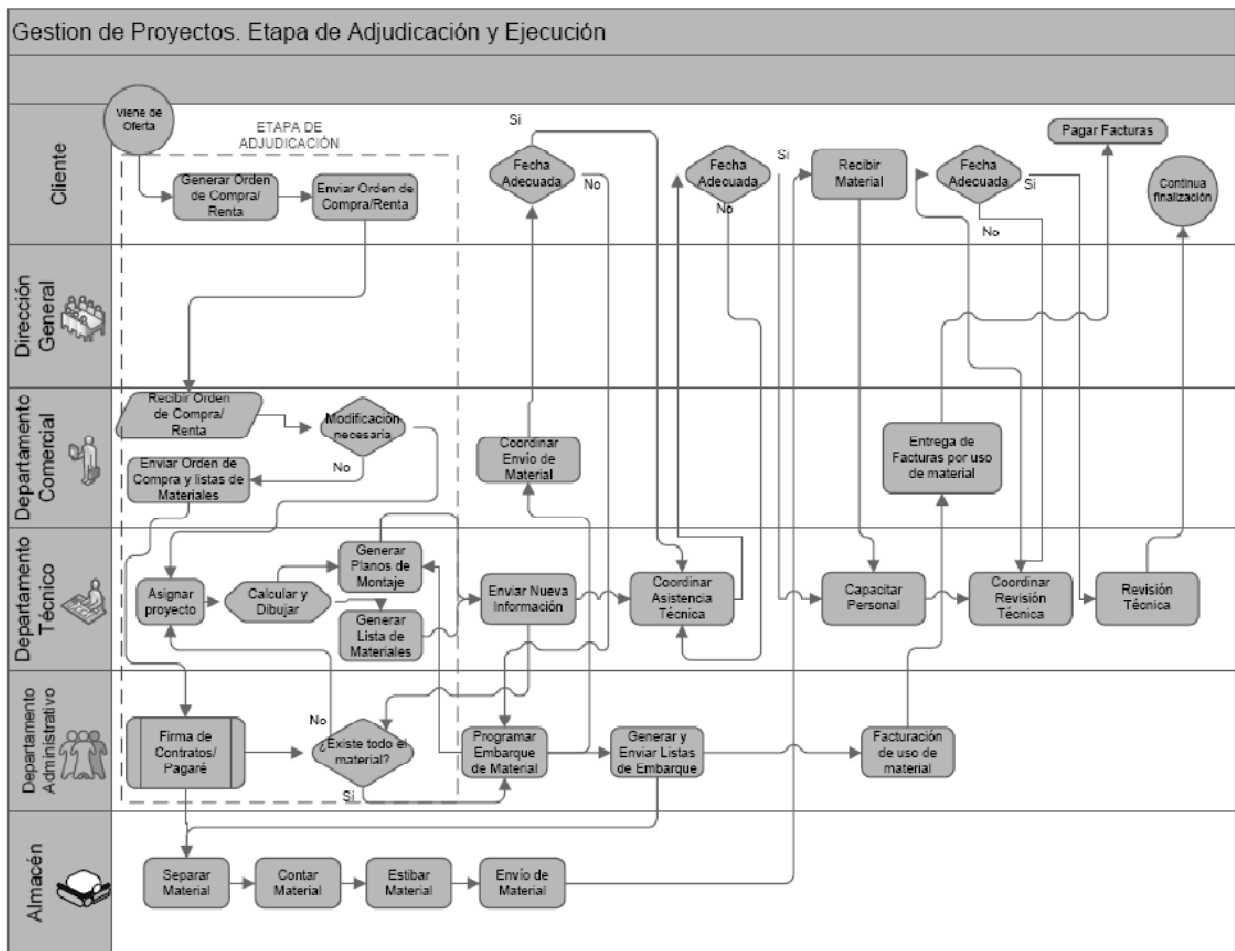 Gestion de Proyectos. Etapa de Adjudicación y Ejecución
Cliente
Viene de
Oferta
ETAPA DE
ADJUDICACIÓN
Generar Orden
de Compra/
Renta
Enviar Orden de
Compra/Renta
Si
Fecha
Adecuada
No
Fecha
Adecuada
No
Si
Recibir
Material
Fecha
Adecuada
Si
No
Pagar Facturas
Continua
finalización
Dirección
General
Departamento
Comercial
Recibir Orden
de Compra/
Renta
Modificación
necesaria
No
Enviar Orden de
Compra y listas de
Materiales
Coordinar
Envío de
Material
Entrega de
Facturas por uso
de material
Departamento
Técnico
Asignar
proyecto
Calcular y
Dibujar
Generar
Planos de
Montaje
Generar
Lista de
Materiales
Enviar Nueva
Información
Coordinar
Asistencia
Técnica
Capacitar
Personal
Coordinar
Revisión
Técnica
Revisión
Técnica
Departamento
Administrativo
Firma de
Contratos/
Pagaré
No
¿Existe todo el
material?
Si
Programar
Embarque
de Material
Generar y
Enviar Listas
de Embarque
Facturación
de uso de
material
Almacén
Separar
Material
Contar
Material
Estibar
Material
Envío de
Material